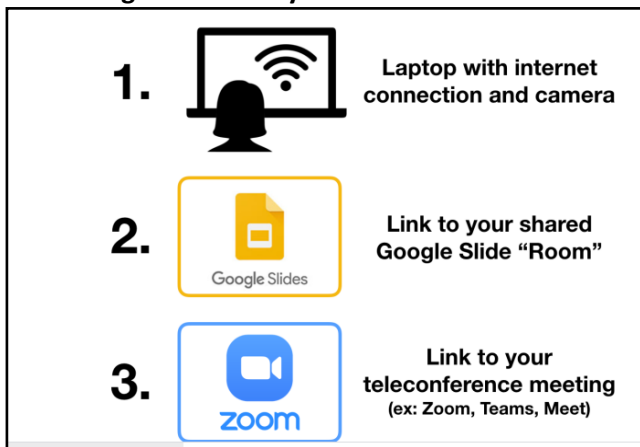 1.
Laptop with internet
connection and camera
2.
Google Slides
Link to your shared
Google Slide “Room”
3.
zoom
Link to your
teleconference meeting
(ex: Zoom, Teams, Meet)